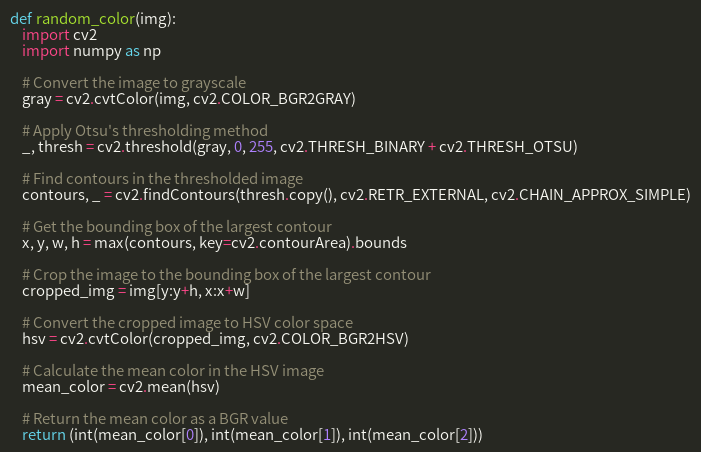 def random_color(img):
import cv2
import numpy as np
# Convert the image to grayscale
gray = cv2.cvtColor(img, cv2.COLOR_BGR2GRAY)
# Apply Otsu's thresholding method
_, thresh = cv2.threshold(gray, 0, 255, cv2.THRESH_BINARY + cv2.THRESH_OTSU)
# Find contours in the thresholded image
contours, _ = cv2.findContours(thresh.copy(), cv2.RETR_EXTERNAL, cv2.CHAIN_APPROX_SIMPLE)
# Get the bounding box of the largest contour
x, y, w, h = max(contours, key=cv2.contourArea).bounds
# Crop the image to the bounding box of the largest contour
cropped_img = img[y:y+h, x:x+w]
# Convert the cropped image to HSV color space
hsv = cv2.cvtColor(cropped_img, cv2.COLOR_BGR2HSV)
# Calculate the mean color in the HSV image
mean_color = cv2.mean(hsv)
# Return the mean color as a BGR value
return (int(mean_color[0]), int(mean_color[1]), int(mean_color[2]))